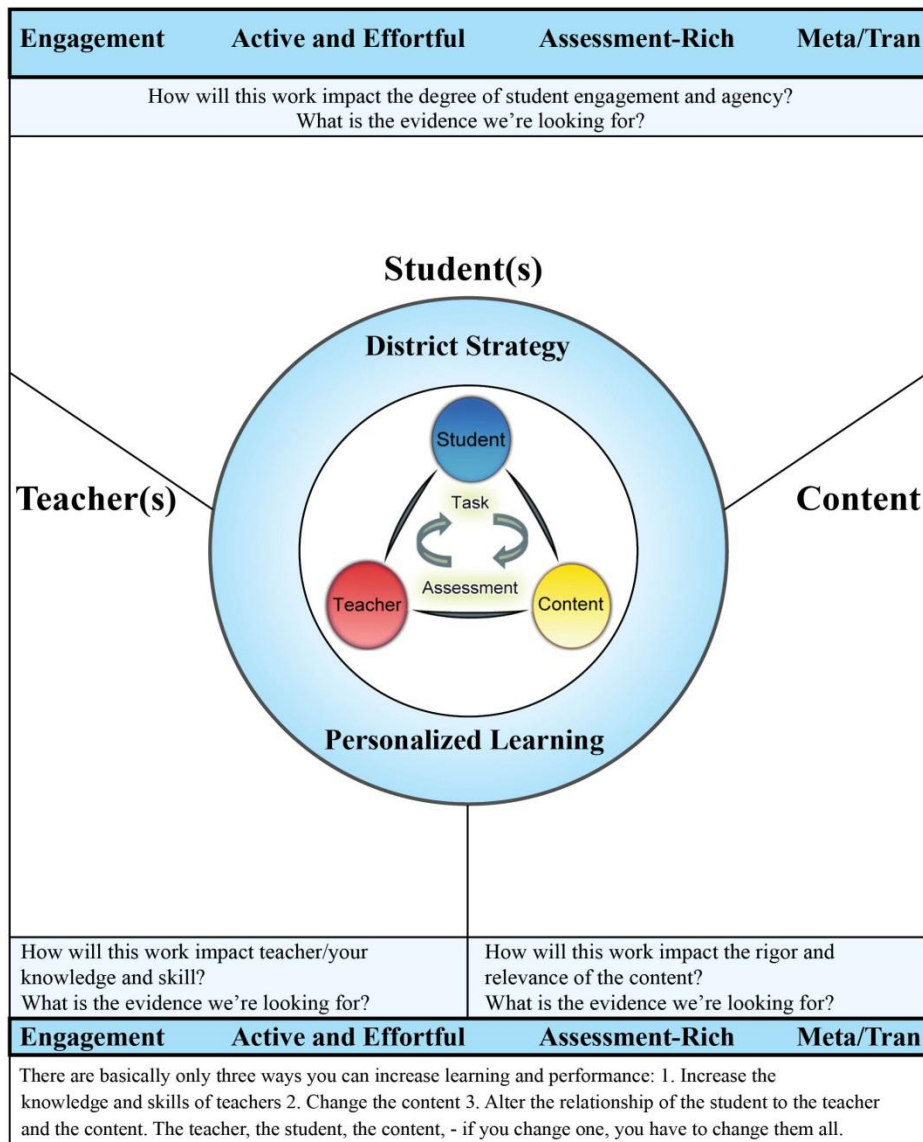 Engagement Active and Effortful Assessment-Rich Meta/Tran
How will this work impact the degree of student engagement and agency?
What is the evidence we’re looking for?
Student(s)
District Strategy
Student
Task
Teacher(s)
Content
Assessment
Teacher
Content
Personalized Learning
How will this work impact teacher/your
knowledge and skill?
What is the evidence we’re looking for?
How will this work impact the rigor and
relevance of the content?
What is the evidence we’re looking for?
Engagement Active and Effortful Assessment-Rich Meta/Tran
There are basically only three ways you can increase learning and performance: 1. Increase the
knowledge and skills of teachers 2. Change the content 3. Alter the relationship of the student to the teacher
and the content. The teacher, the student, the content, - if you change one, you have to change them all.